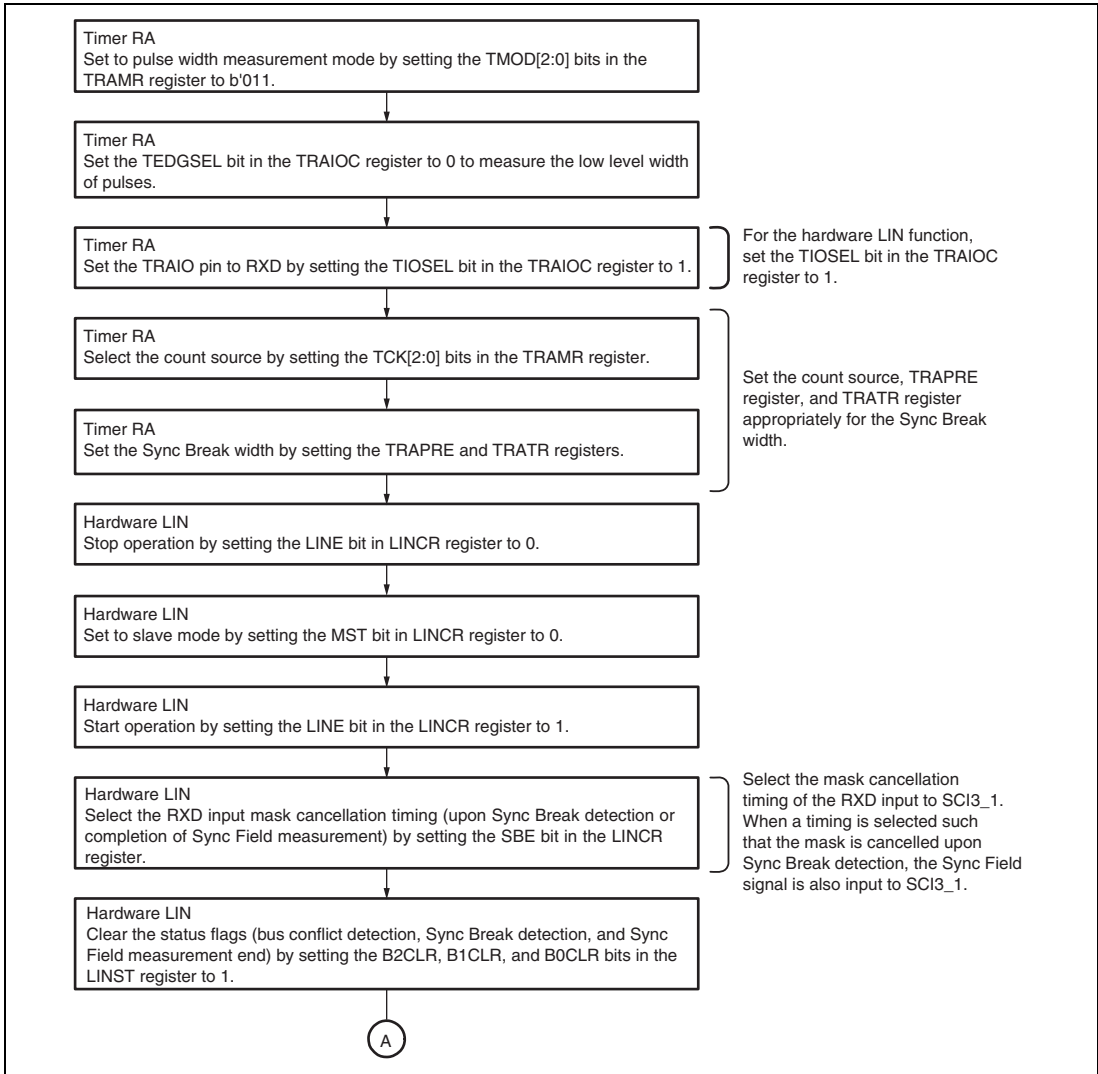 Timer RA
Set to pulse width measurement mode by setting the TMOD[2:0] bits in the
TRAMR register to b'011.
Timer RA
Set the TEDGSEL bit in the TRAIOC register to 0 to measure the low level width
of pulses.
Timer RA
Set the TRAIO pin to RXD by setting the TIOSEL bit in the TRAIOC register to 1.
For the hardware LIN function,
set the TIOSEL bit in the TRAIOC
register to 1.
Timer RA
Select the count source by setting the TCK[2:0] bits in the TRAMR register.
Timer RA
Set the Sync Break width by setting the TRAPRE and TRATR registers.
Set the count source, TRAPRE
register, and TRATR register
appropriately for the Sync Break
width.
Hardware LIN
Stop operation by setting the LINE bit in LINCR register to 0.
Hardware LIN
Set to slave mode by setting the MST bit in LINCR register to 0.
Hardware LIN
Start operation by setting the LINE bit in the LINCR register to 1.
Hardware LIN
Select the RXD input mask cancellation timing (upon Sync Break detection or
completion of Sync Field measurement) by setting the SBE bit in the LINCR
register.
Select the mask cancellation
timing of the RXD input to SCI3_1.
When a timing is selected such
that the mask is cancelled upon
Sync Break detection, the Sync Field
signal is also input to SCI3_1.
Hardware LIN
Clear the status flags (bus conflict detection, Sync Break detection, and Sync
Field measurement end) by setting the B2CLR, B1CLR, and B0CLR bits in the
LINST register to 1.
A